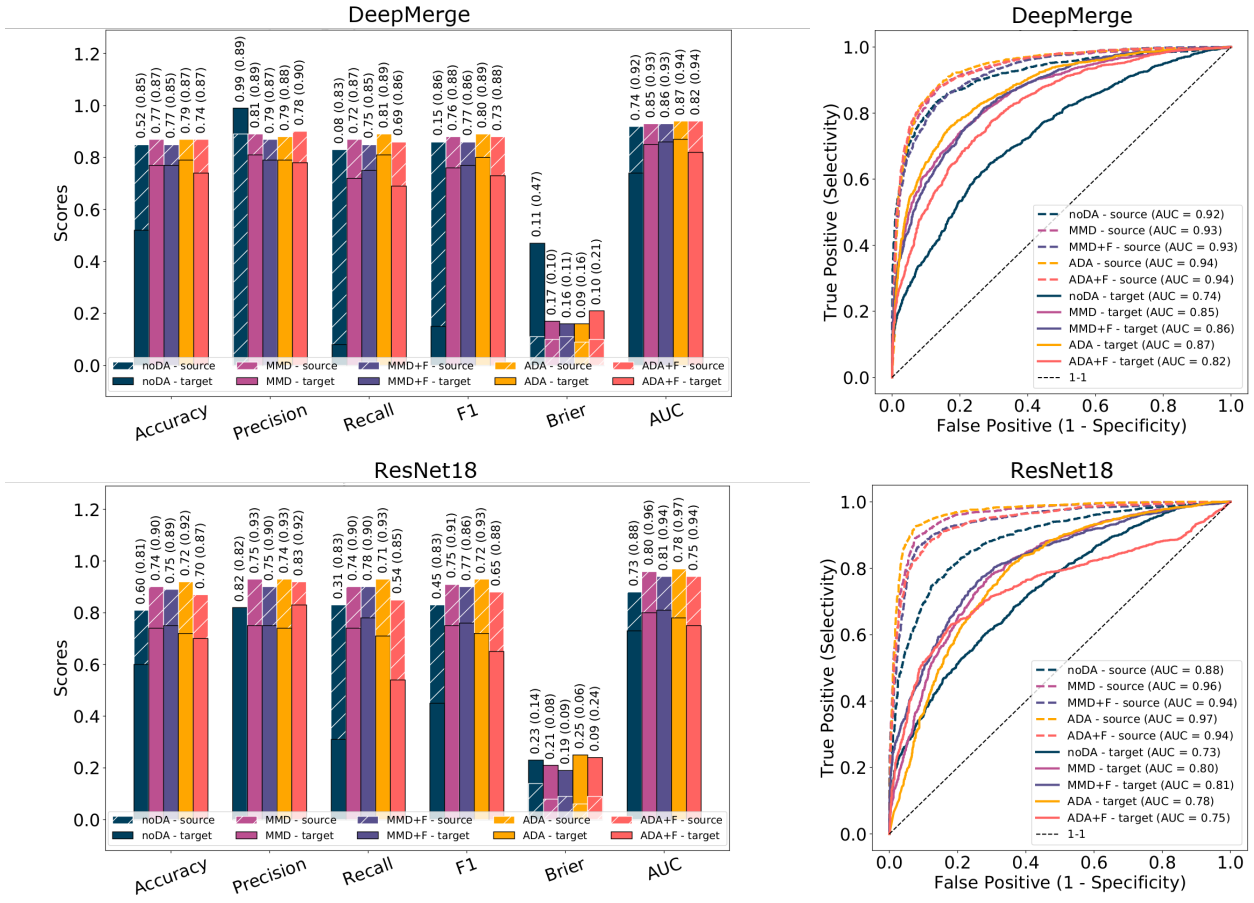 DeepMerge
Scores
1.2
1.0
0.8
0.6
0.4
0.2
0.0
0.52 (0.85)
0.77 (0.87)
0.77 (0.85)
0.79 (0.87)
0.74 (0.87)
0.99 (0.89)
0.81 (0.89)
0.79 (0.87)
0.79 (0.88)
0.78 (0.90)
0.08 (0.83)
0.72 (0.87)
0.75 (0.85)
0.81 (0.89)
0.69 (0.86)
0.15 (0.86)
0.76 (0.88)
0.77 (0.86)
0.80 (0.89)
0.73 (0.88)
0.11 (0.47)
0.17 (0.10)
0.16 (0.11)
0.09 (0.16)
0.10 (0.21)
0.74 (0.92)
0.85 (0.93)
0.86 (0.93)
0.87 (0.94)
0.82 (0.94)
noDA - source MMD - source MMD+F - source ADA - source ADA+F - source
noDA - target MMD - target MMD+F - target ADA - target ADA+F - target
Accuracy Precision Recall F1 Brier AUC
DeepMerge
True Positive (Selectivity)
1.0
0.8
0.6
0.4
0.2
0.0
noDA - source (AUC = 0.92)
MMD - source (AUC = 0.93)
MMD+F - source (AUC = 0.93)
ADA - source (AUC = 0.94)
ADA+F - source (AUC = 0.94)
noDA - target (AUC = 0.74)
MMD - target (AUC = 0.85)
MMD+F - target (AUC = 0.86)
ADA - target (AUC = 0.87)
ADA+F - target (AUC = 0.82)
1-1
0.0 0.2 0.4 0.6 0.8 1.0
False Positive (1 - Specificity)
ResNet18
Scores
1.2
1.0
0.8
0.6
0.4
0.2
0.0
0.60 (0.81)
0.74 (0.90)
0.75 (0.89)
0.72 (0.92)
0.70 (0.87)
0.82 (0.82)
0.75 (0.93)
0.75 (0.90)
0.74 (0.93)
0.83 (0.92)
0.31 (0.83)
0.74 (0.90)
0.78 (0.90)
0.71 (0.93)
0.54 (0.85)
0.45 (0.83)
0.75 (0.91)
0.77 (0.86)
0.72 (0.93)
0.65 (0.88)
0.23 (0.14)
0.21 (0.08)
0.19 (0.09)
0.25 (0.06)
0.09 (0.24)
0.73 (0.88)
0.80 (0.96)
0.81 (0.94)
0.78 (0.97)
0.75 (0.94)
noDA - source MMD - source MMD+F - source ADA - source ADA+F - source
noDA - target MMD - target MMD+F - target ADA - target ADA+F - target
Accuracy Precision Recall F1 Brier AUC
ResNet18
True Positive (Selectivity)
1.0
0.8
0.6
0.4
0.2
0.0
noDA - source (AUC = 0.88)
MMD - source (AUC = 0.96)
MMD+F - source (AUC = 0.94)
ADA - source (AUC = 0.97)
ADA+F - source (AUC = 0.94)
noDA - target (AUC = 0.73)
MMD - target (AUC = 0.80)
MMD+F - target (AUC = 0.81)
ADA - target (AUC = 0.78)
ADA+F - target (AUC = 0.75)
1-1
0.0 0.2 0.4 0.6 0.8 1.0
False Positive (1 - Specificity)